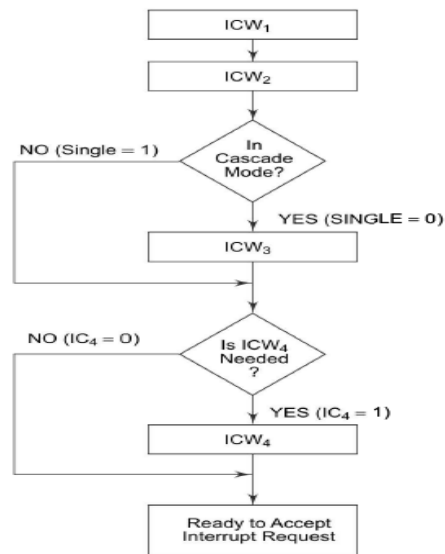 ICW₁
ICW₂
In
Cascade
Mode?
NO (Single = 1)
YES (SINGLE = 0)
ICW₃
NO (IC₄ = 0)
Is ICW₄
Needed
?
YES (IC₄ = 1)
ICW₄
Ready to Accept
Interrupt Request